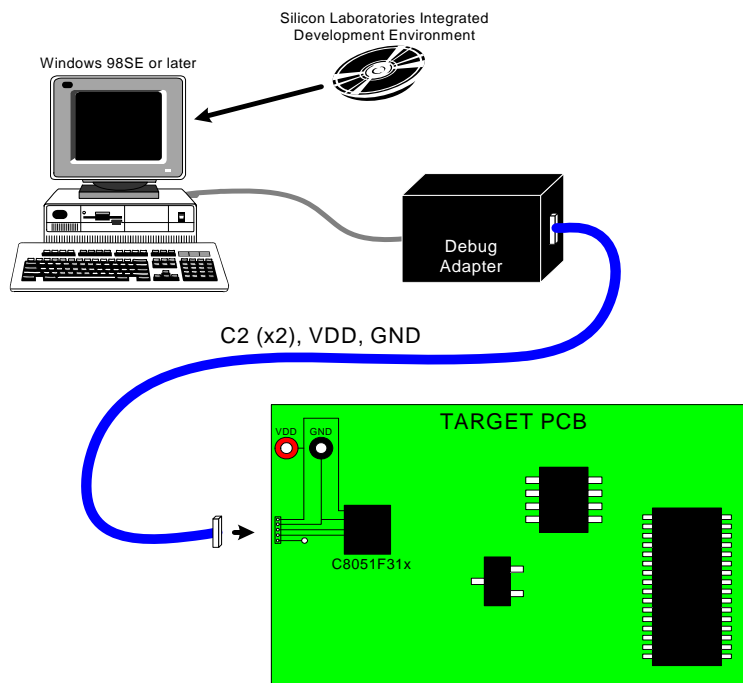 Silicon Laboratories Integrated
Development Environment
Windows 98SE or later
Debug
Adapter
C2 (x2), VDD, GND
TARGET PCB
VDD
GND
C8051F31x